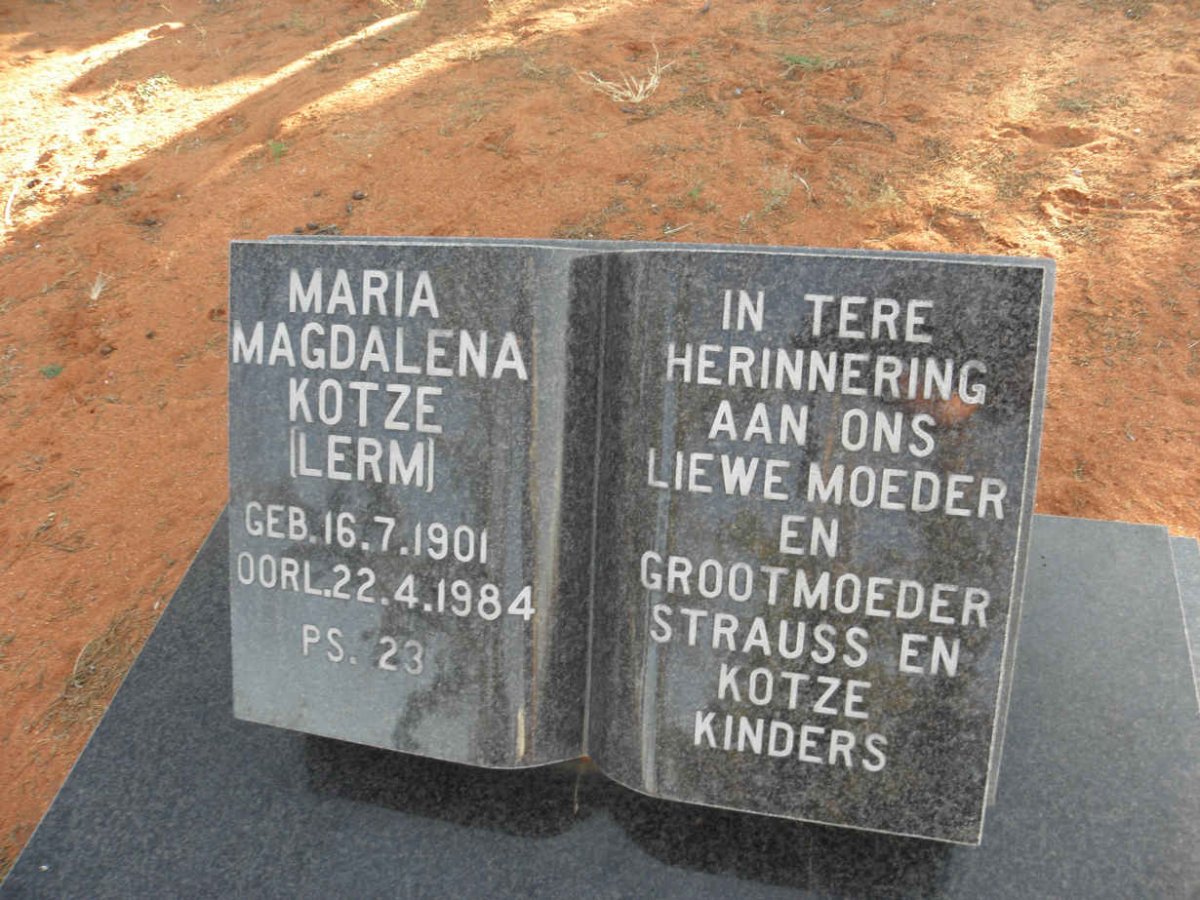 MARIA
MAGDALENA
KOTZE
(LERM)
GEB. 16.7.1901
OORL. 22.4.1984
PS. 23
IN TERE
HERINNERING
AAN ONS
LIEWE MOEDER
EN
GROOTMOEDER
STRAUSS EN
KOTZE
KINDERS